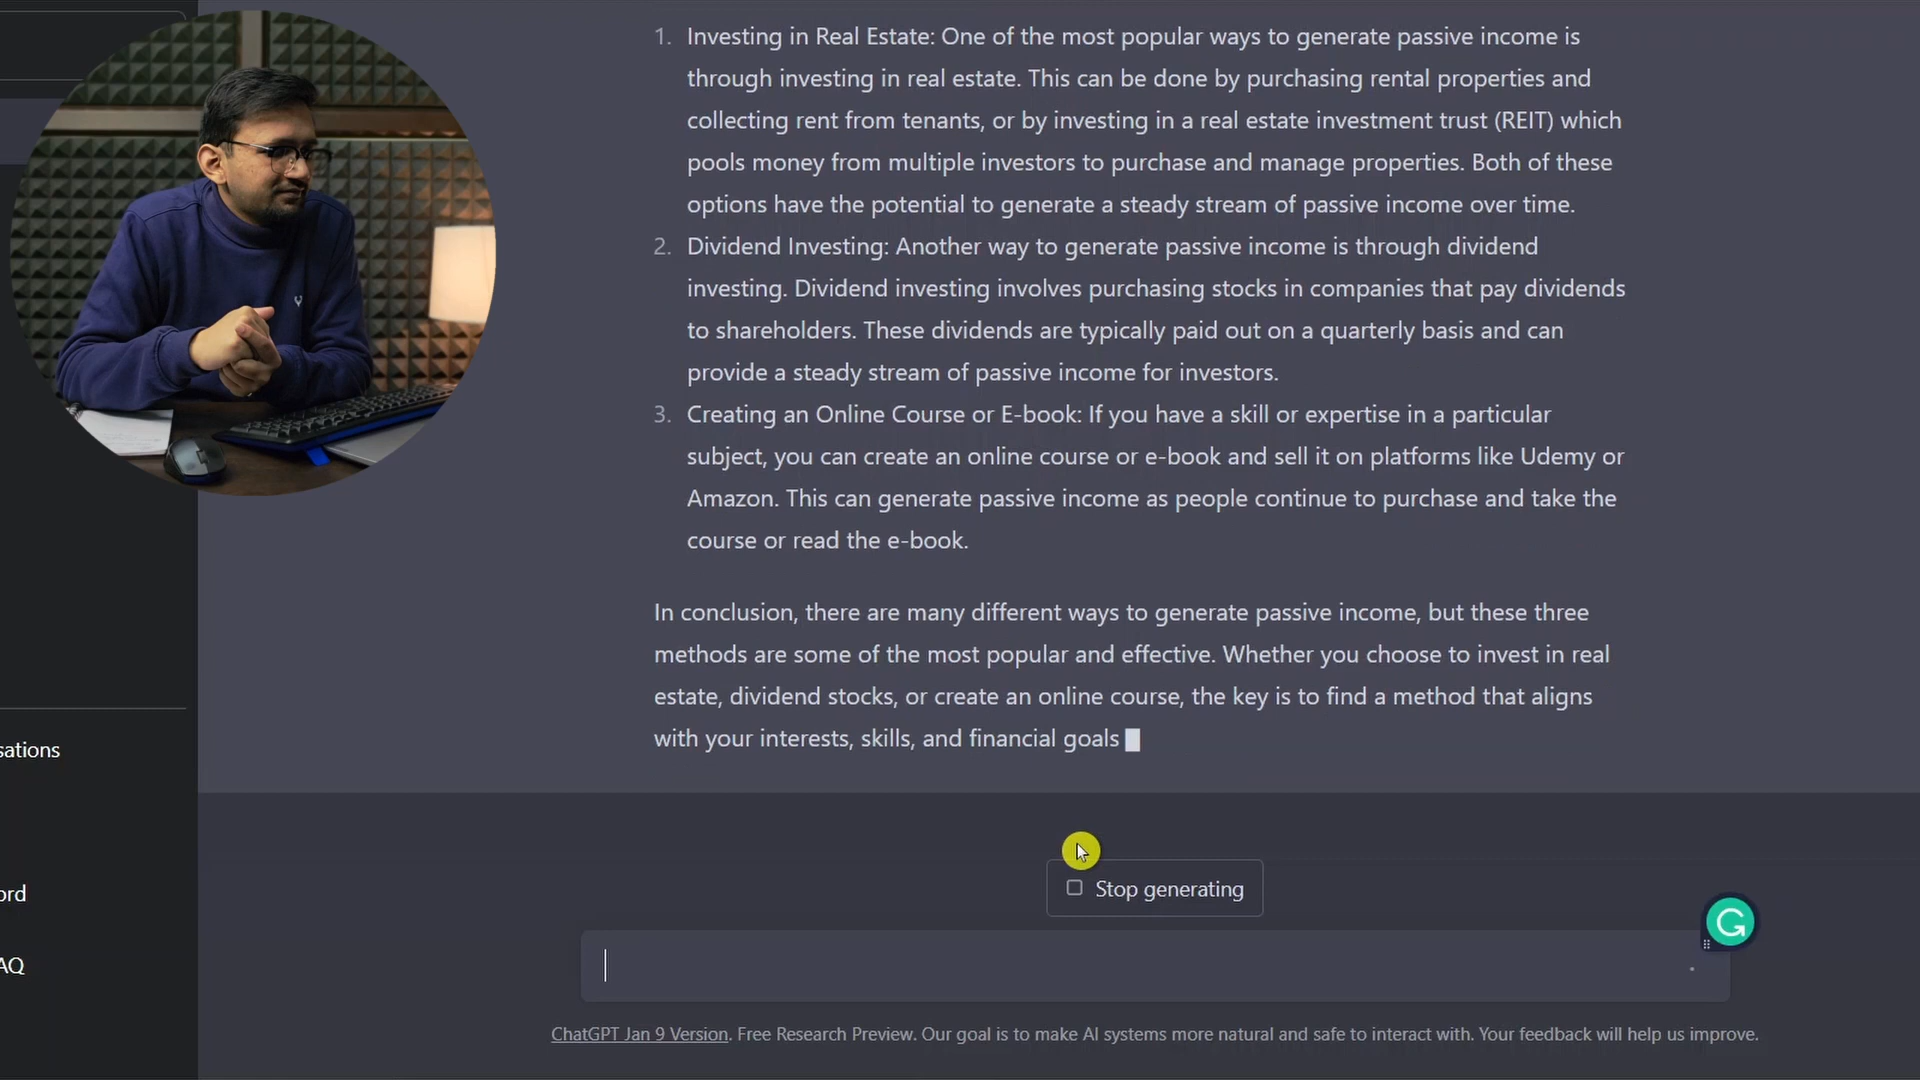 1. Investing in Real Estate: One of the most popular ways to generate passive income is
through investing in real estate. This can be done by purchasing rental properties and
collecting rent from tenants, or by investing in a real estate investment trust (REIT) which
pools money from multiple investors to purchase and manage properties. Both of these
options have the potential to generate a steady stream of passive income over time.
2. Dividend Investing: Another way to generate passive income is through dividend
investing. Dividend investing involves purchasing stocks in companies that pay dividends
to shareholders. These dividends are typically paid out on a quarterly basis and can
provide a steady stream of passive income for investors.
3. Creating an Online Course or E-book: If you have a skill or expertise in a particular
subject, you can create an online course or e-book and sell it on platforms like Udemy or
Amazon. This can generate passive income as people continue to purchase and take the
course or read the e-book.
In conclusion, there are many different ways to generate passive income, but these three
methods are some of the most popular and effective. Whether you choose to invest in real
estate, dividend stocks, or create an online course, the key is to find a method that aligns
with your interests, skills, and financial goals
sations
ord
AQ
Stop generating
G
ChatGPT Jan 9 Version. Free Research Preview. Our goal is to make AI systems more natural and safe to interact with. Your feedback will help us improve.